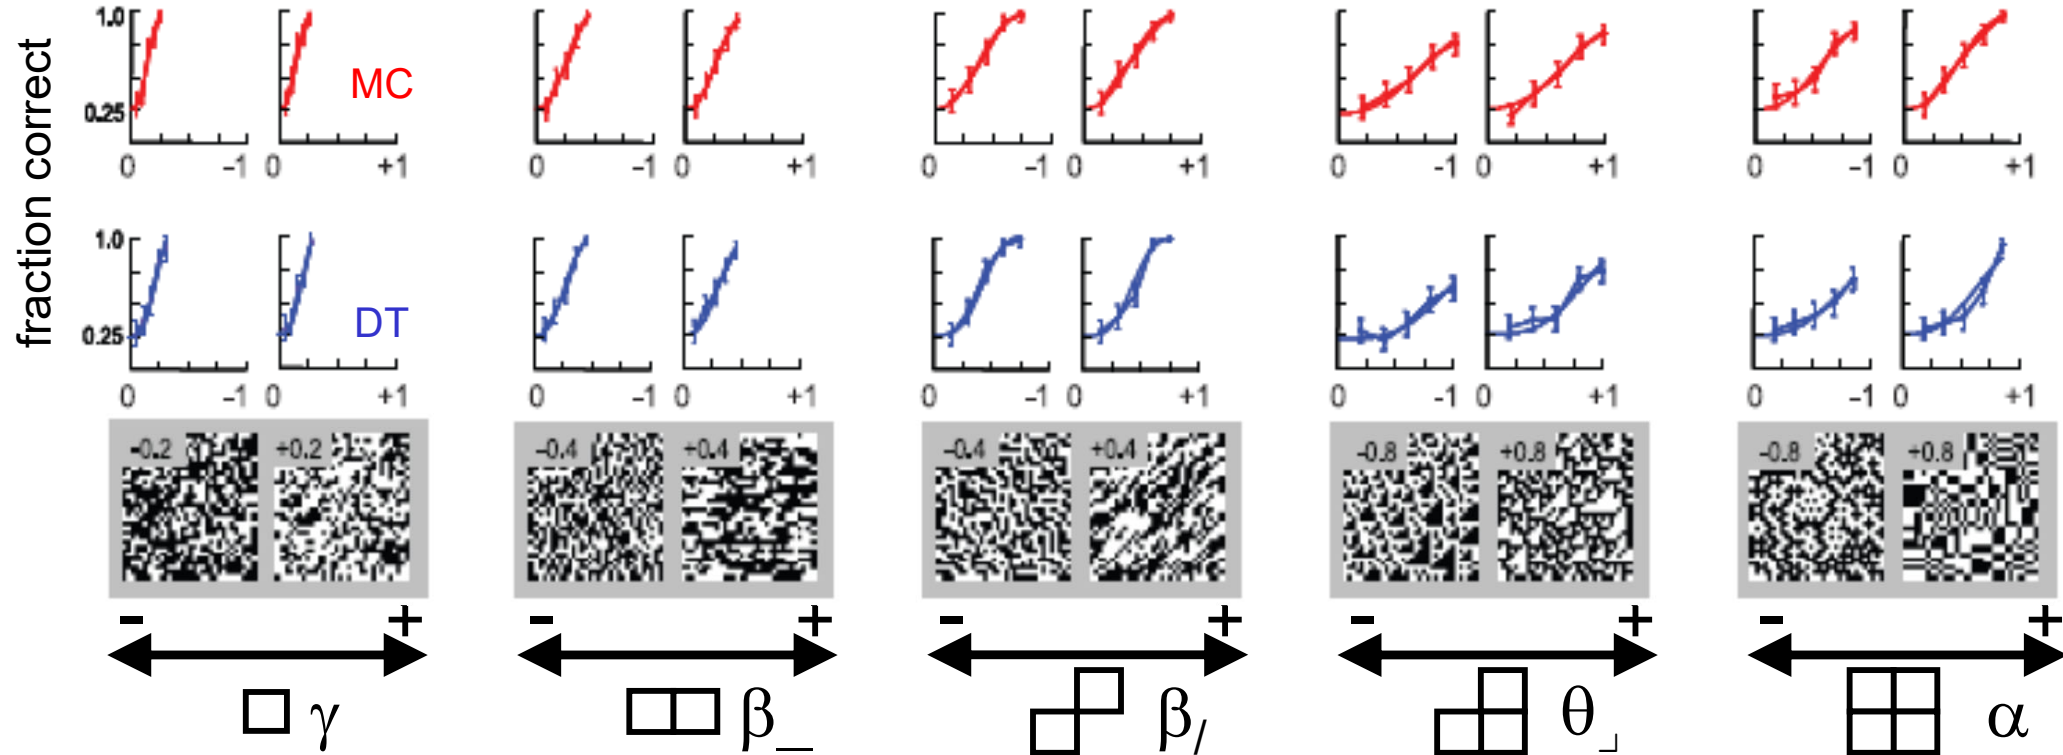 fraction correct
1.0
0.25
MC
0 -1 0 +1 0 -1 0 +1 0 -1 0 +1 0 -1 0 +1 0 -1 0 +1
1.0
0.25
DT
0 -1 0 +1 0 -1 0 +1 0 -1 0 +1 0 -1 0 +1 0 -1 0 +1
-0.2 +0.2 -0.4 +0.4 -0.4 +0.4 -0.8 +0.8 -0.8 +0.8
- + - + - + - + - +
γ β_ β/ θ⌟ α